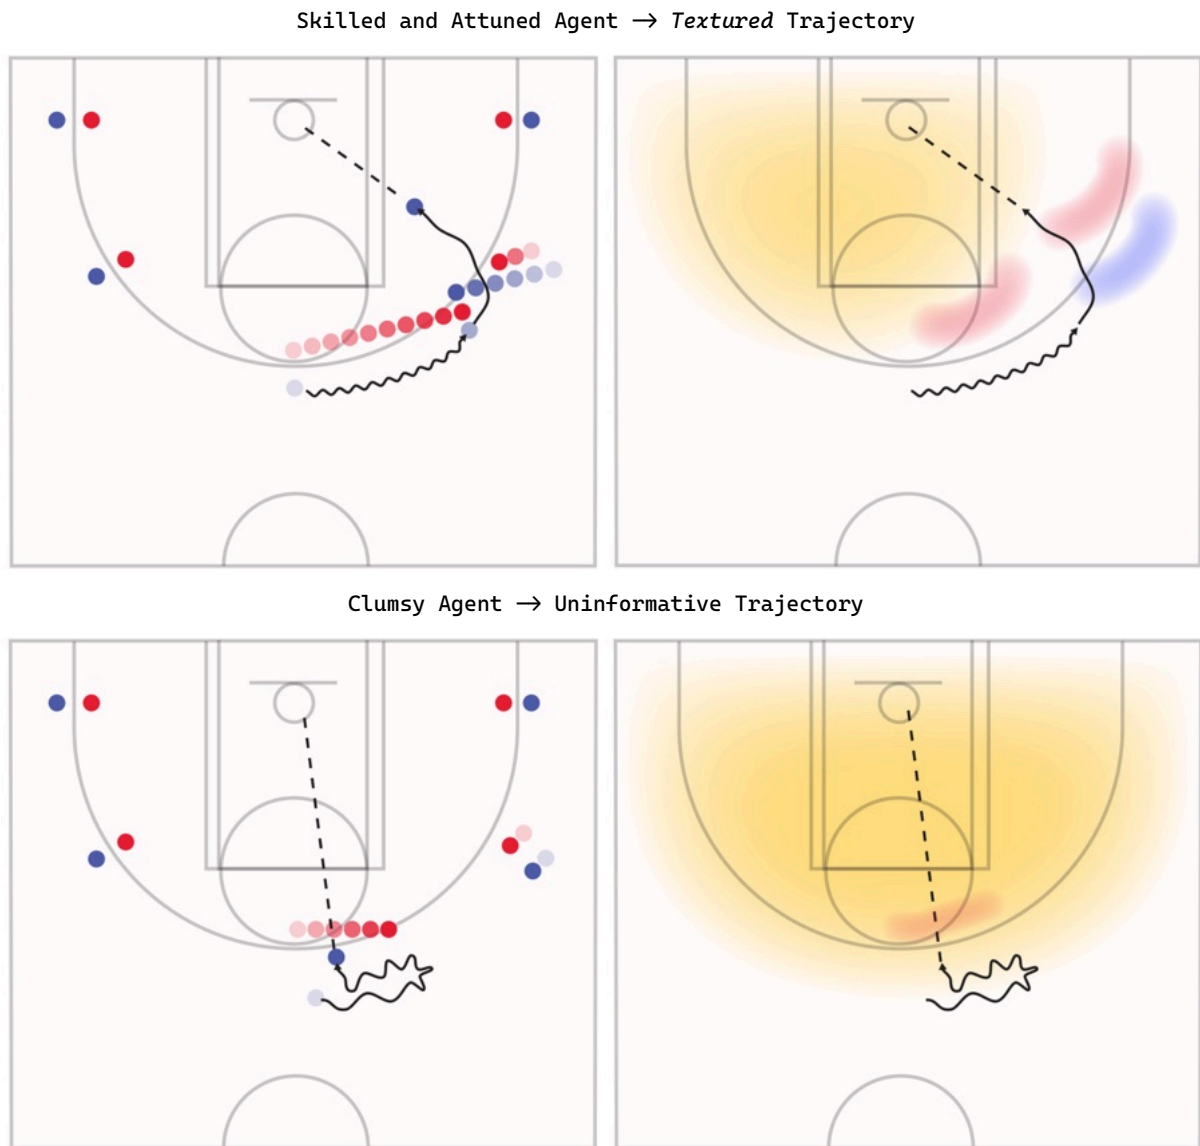 Skilled and Attuned Agent → Textured Trajectory
Clumsy Agent → Uninformative Trajectory